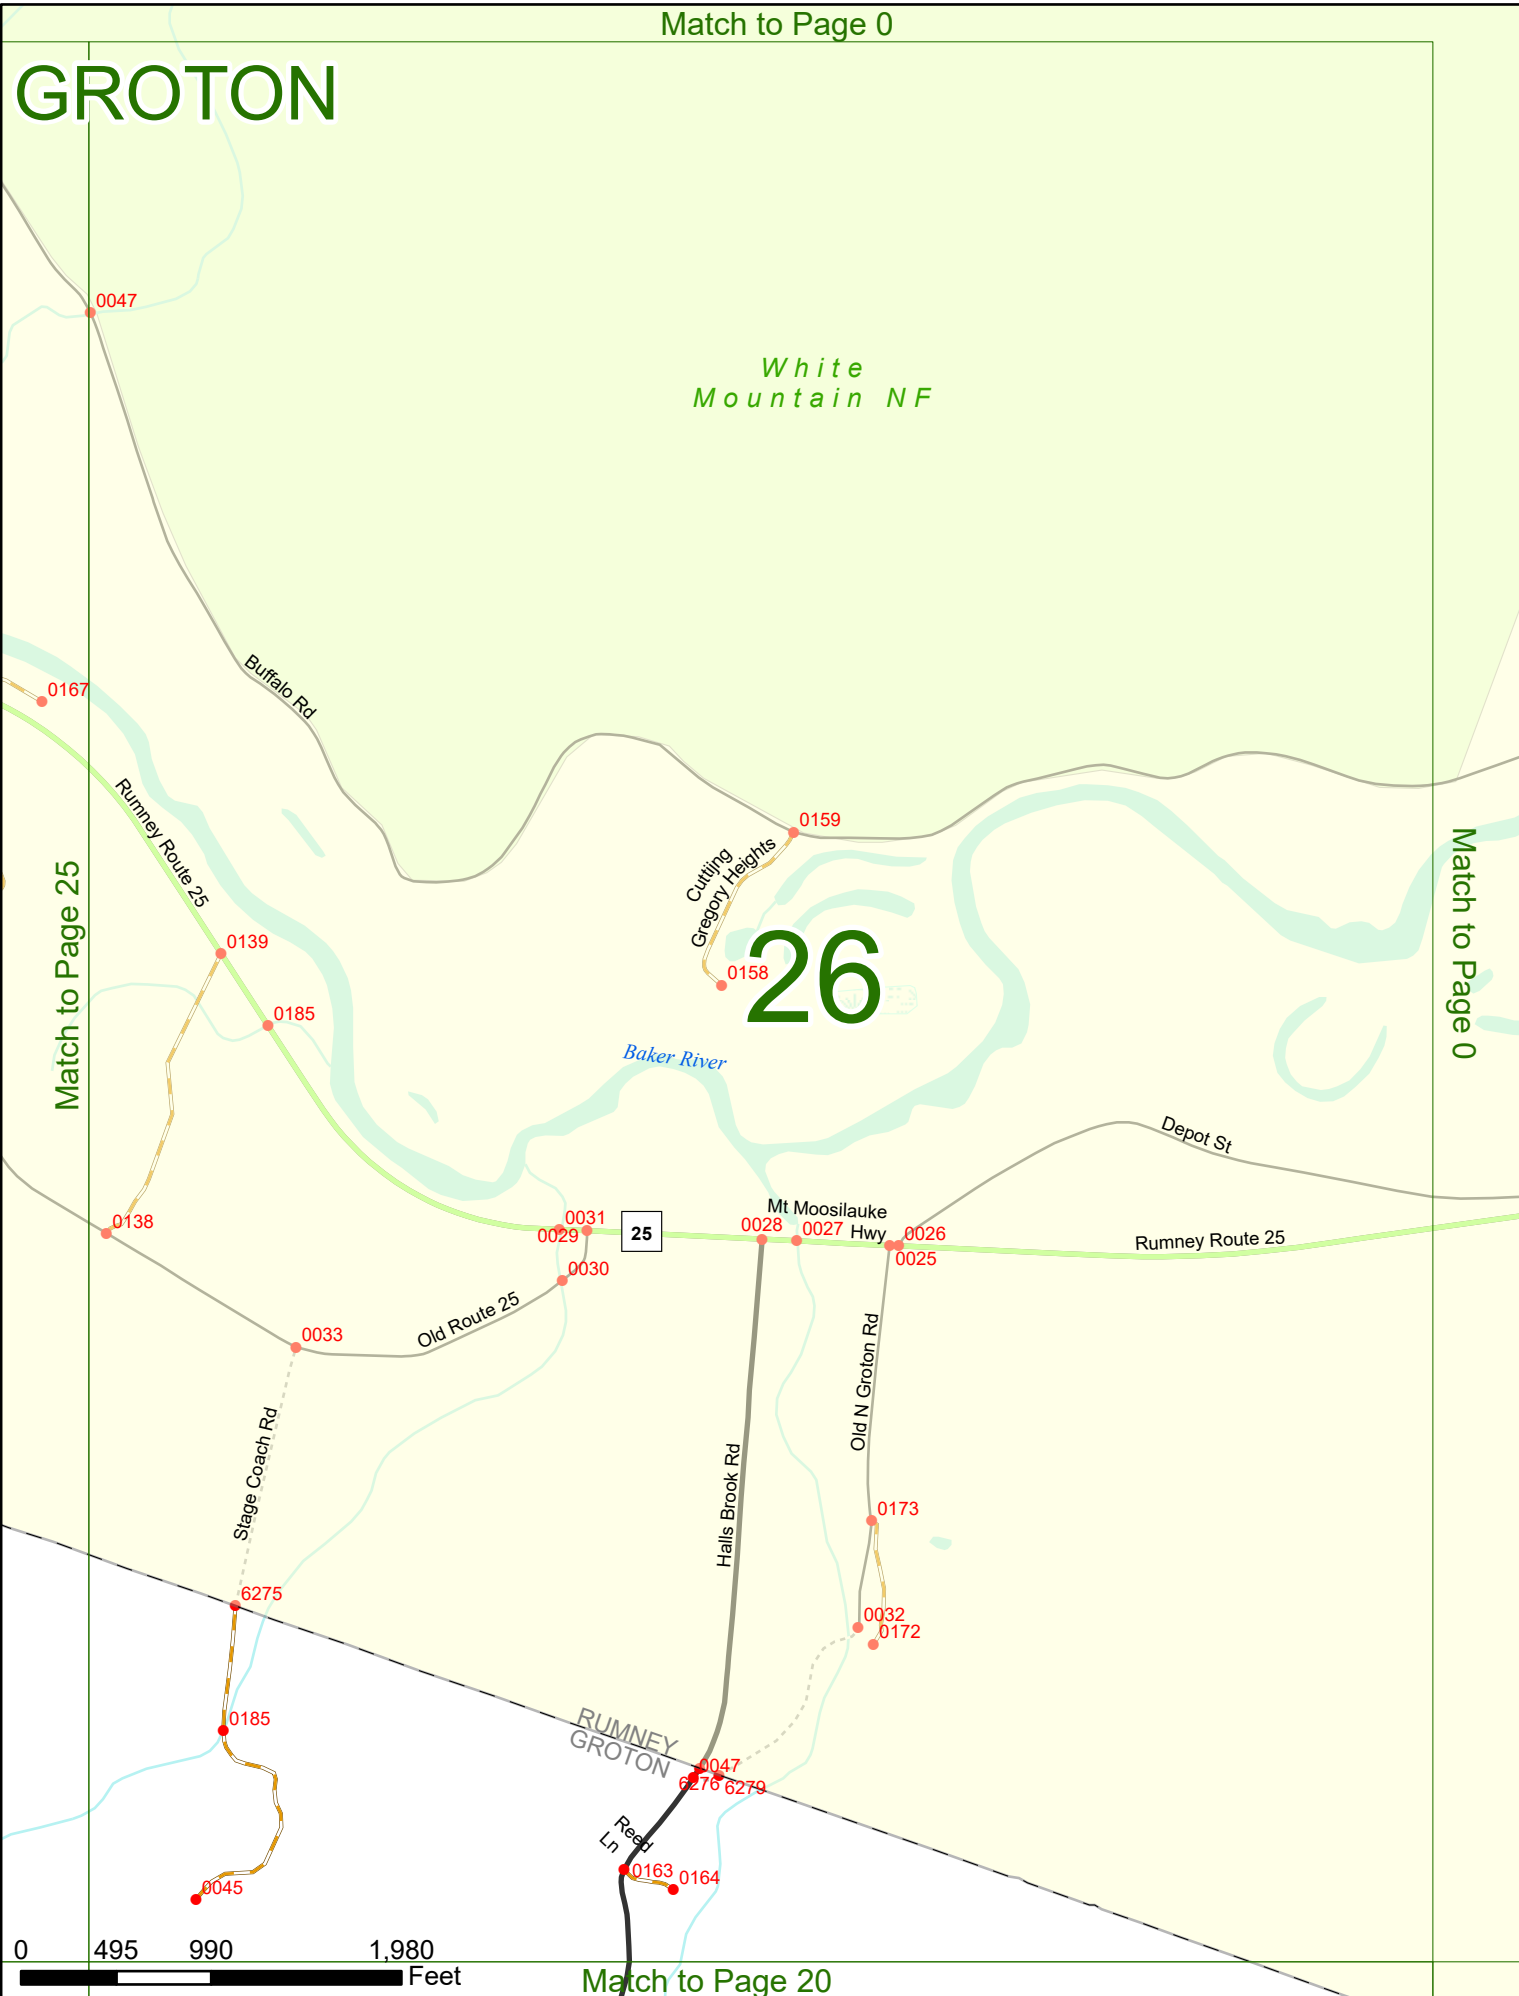 Match to Page 0
GROTON
0047
White
Mountain NF
Buffalo Rd
0167
Rumney Route 25
0159
Cuttiing
Gregory Heights
Match to Page 25
Match to Page 0
0139
26
0158
0185
Baker River
Depot St
Mt Moosilauke
Hwy
0138
0031
0029
25
0028
0027
0026
0025
Rumney Route 25
0030
Old Route 25
0033
Old N Groton Rd
Stage Coach Rd
Halls Brook Rd
0173
6275
0032
0172
0185
RUMNEY
GROTON
0047
6276
6279
Reed
Ln
0163
0164
0045
0 495 990 1,980
Feet
Match to Page 20